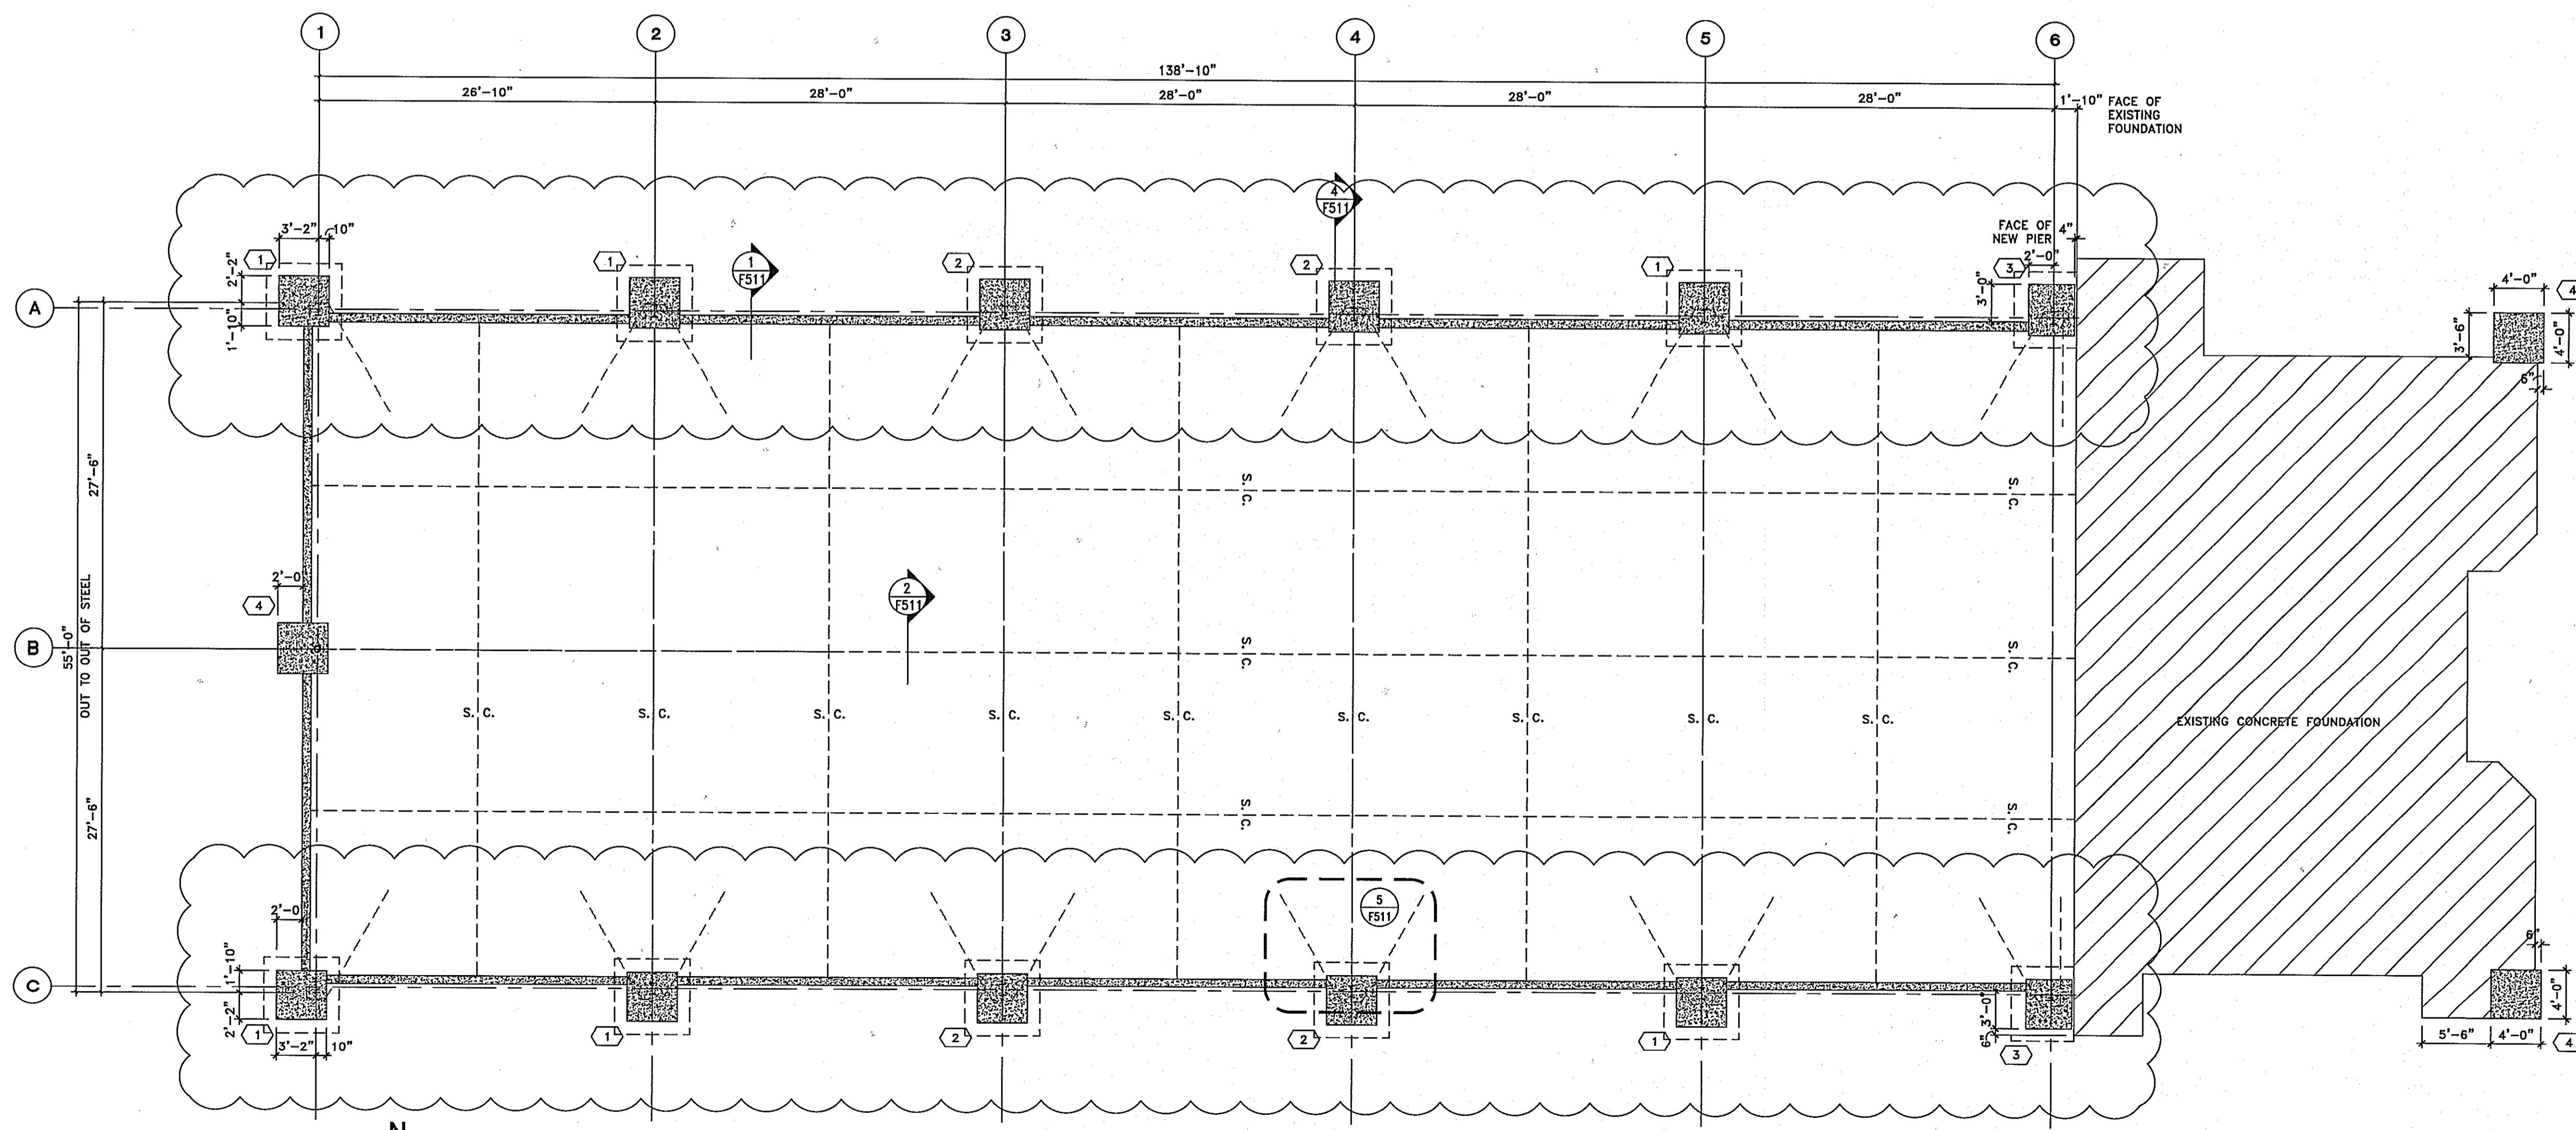 1 2 3 4 5 6
138'-10"
26'-10" 28'-0" 28'-0" 28'-0" 28'-0" 1'-10" FACE OF
EXISTING
FOUNDATION
4
F511
3'-2" 10"
FACE OF 4"
NEW PIER
2'-0"
1 1 2 2 1 3
1
F511
2'-2"
3'-0"
4'-0" 4
A
1'-10"
3'-6" 4'-0"
6"
27'-6"
S. C. S. C.
2'-0
4
2
F511
B
55'-0"
OUT TO OUT OF STEEL
S. C. S. C.
S. C. S. C. S. C. S. C. S. C. S. C. S. C. S. C. S. C.
EXISTING CONCRETE FOUNDATION
27'-6"
S. C. S. C.
5
F511
2'-0
6"
1'-10"
C
2'-2"
3'-0"
6"
4'-0"
1 1 2 2 1 3
3'-2" 10"
5'-6" 4'-0" 4
N